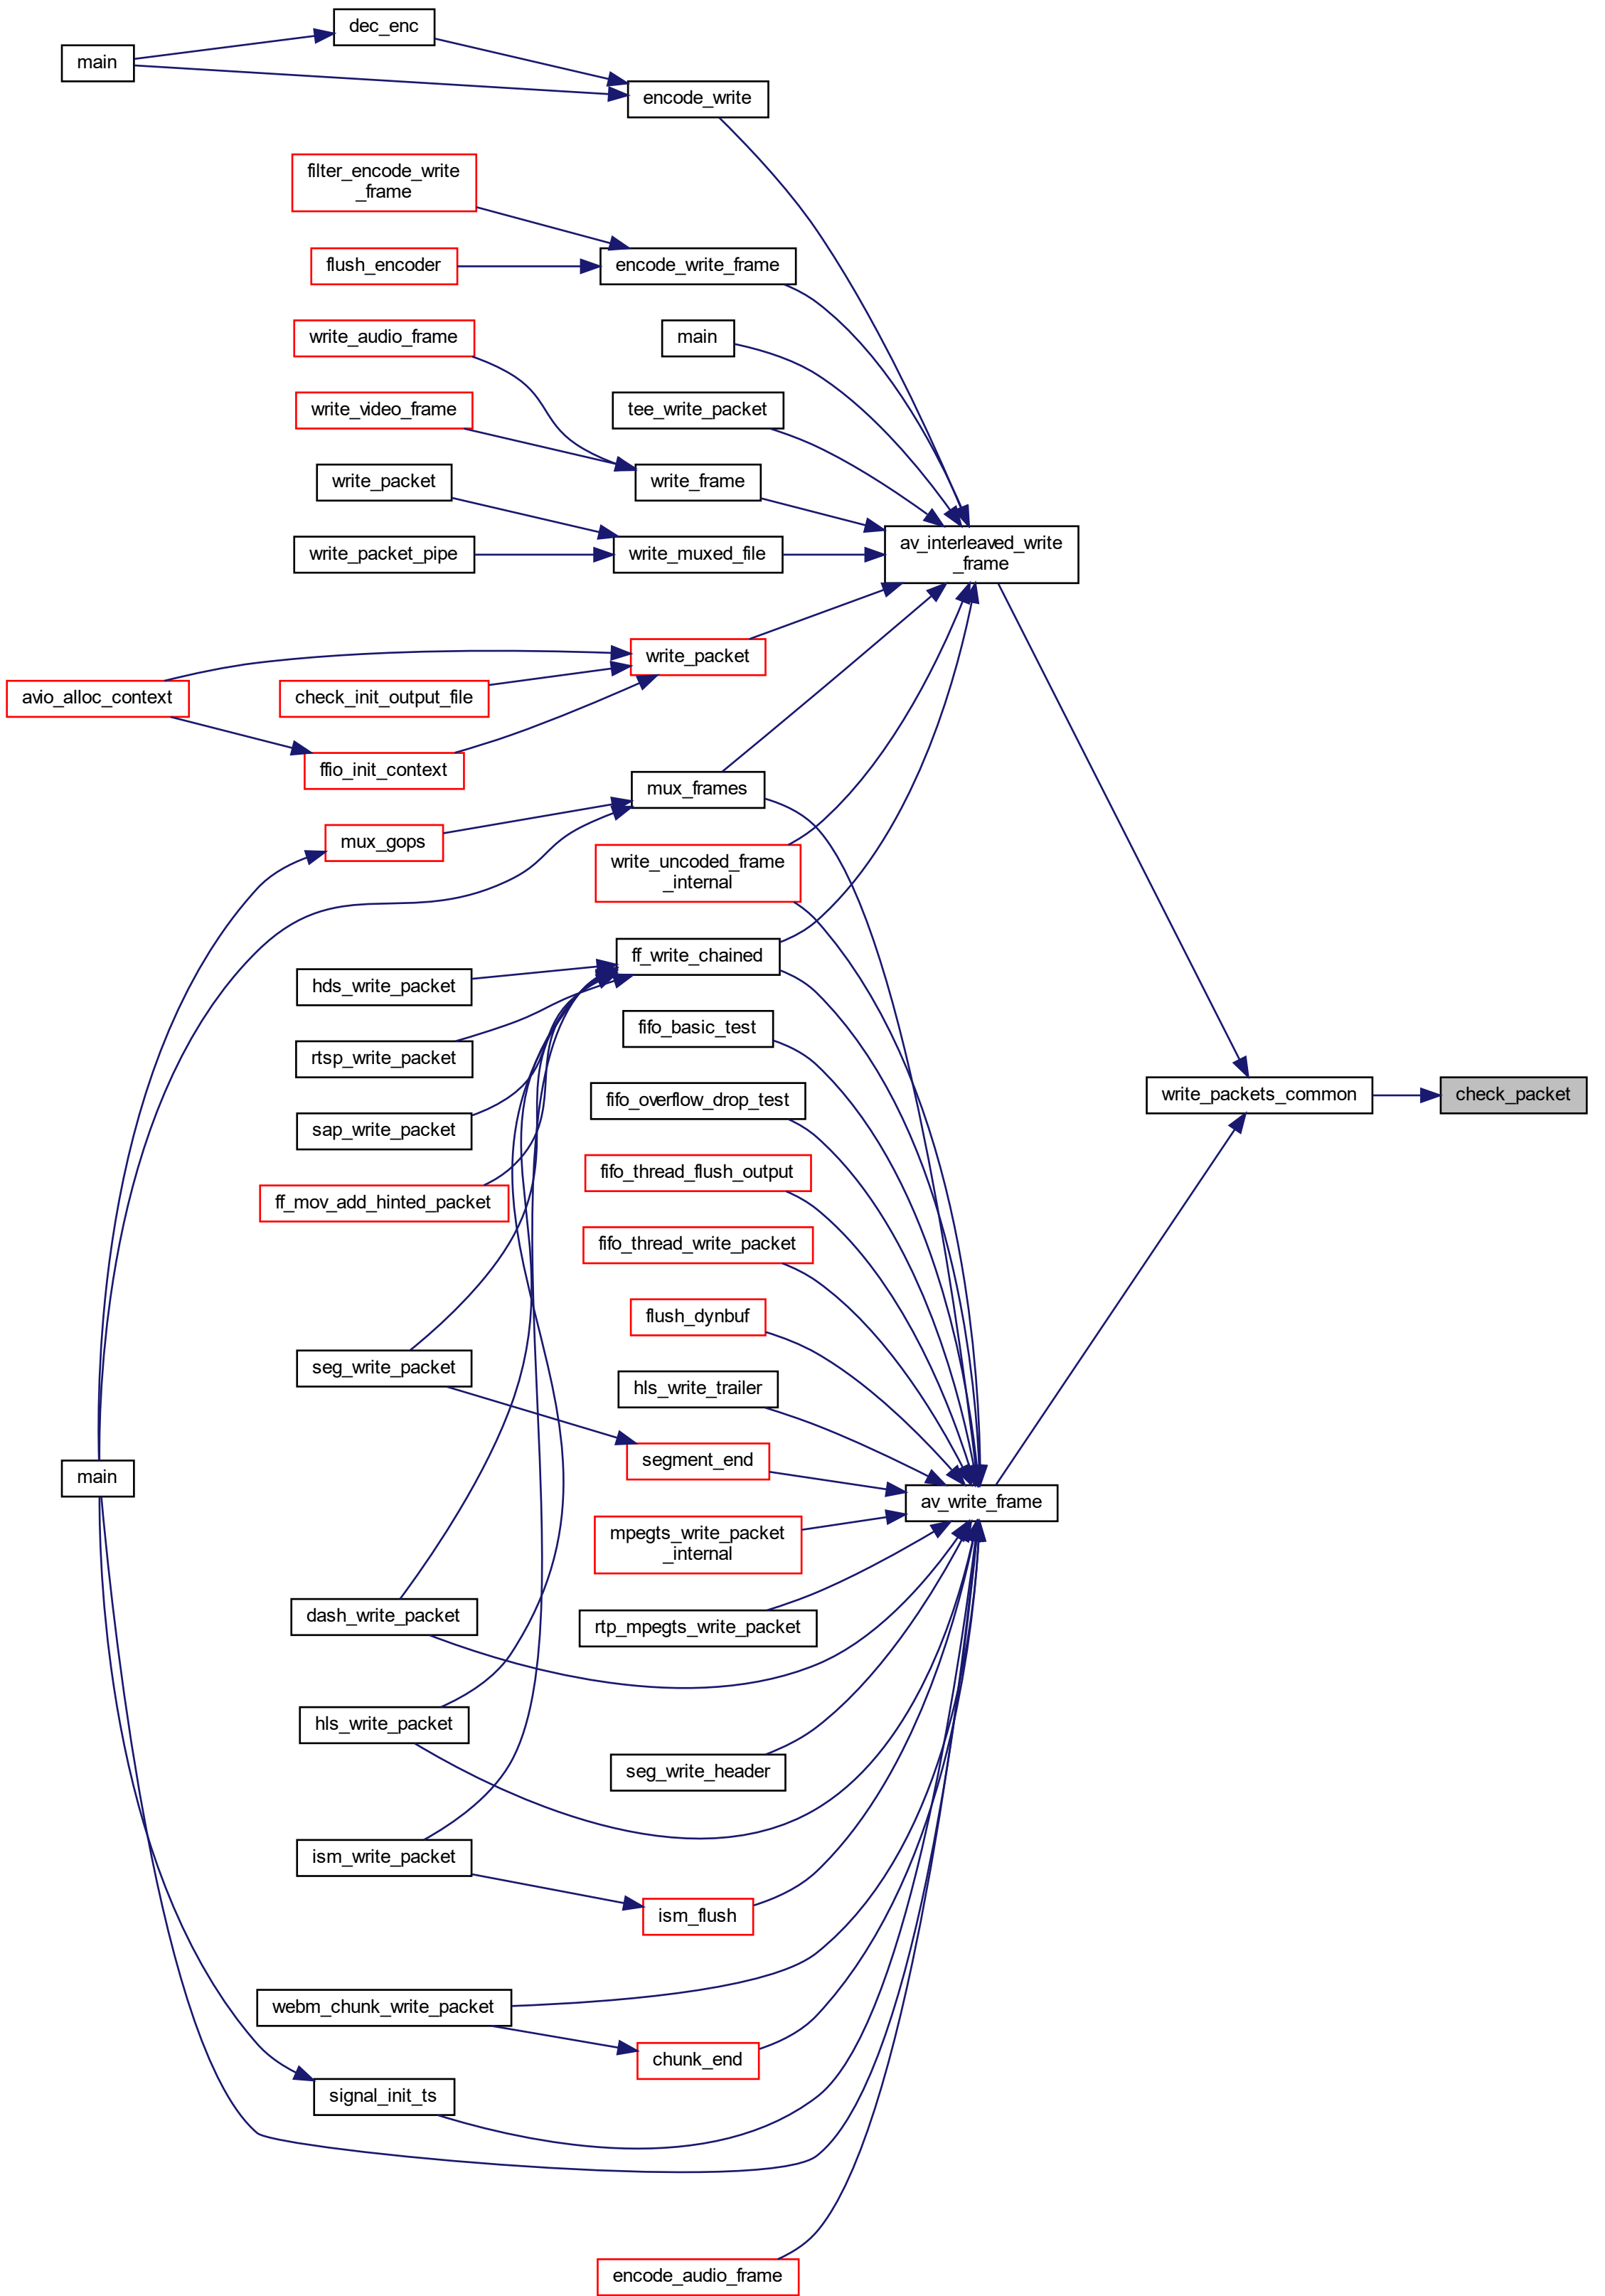 dec_enc
main
encode_write
filter_encode_write
_frame
encode_write_frame
flush_encoder
write_audio_frame
main
write_video_frame
tee_write_packet
write_packet
write_frame
av_interleaved_write
_frame
write_packet_pipe
write_muxed_file
write_packet
avio_alloc_context
check_init_output_file
ffio_init_context
mux_frames
mux_gops
write_uncoded_frame
_internal
ff_write_chained
hds_write_packet
fifo_basic_test
rtsp_write_packet
fifo_overflow_drop_test
write_packets_common
check_packet
sap_write_packet
fifo_thread_flush_output
ff_mov_add_hinted_packet
fifo_thread_write_packet
flush_dynbuf
seg_write_packet
hls_write_trailer
segment_end
main
av_write_frame
mpegts_write_packet
_internal
dash_write_packet
rtp_mpegts_write_packet
hls_write_packet
seg_write_header
ism_write_packet
ism_flush
webm_chunk_write_packet
chunk_end
signal_init_ts
encode_audio_frame